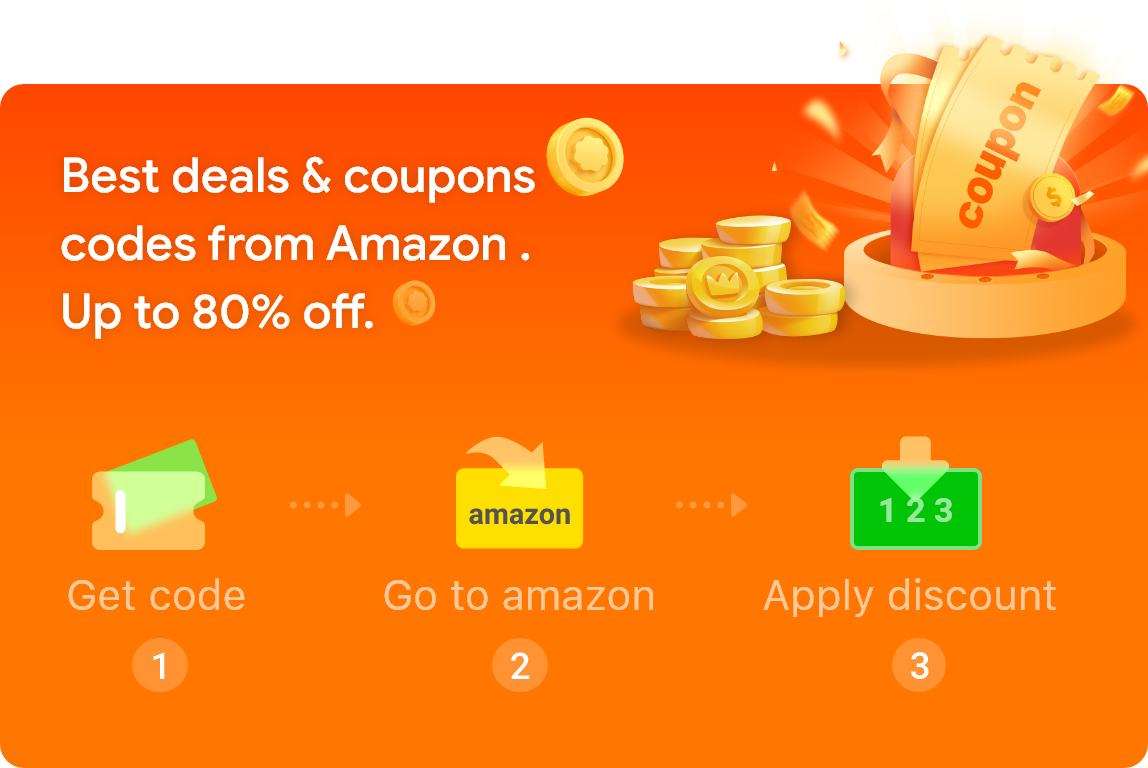 Best deals & coupons
codes from Amazon .
Up to 80% off.
coupon
$
amazon
1 2 3
Get code
Go to amazon
Apply discount
1
2
3